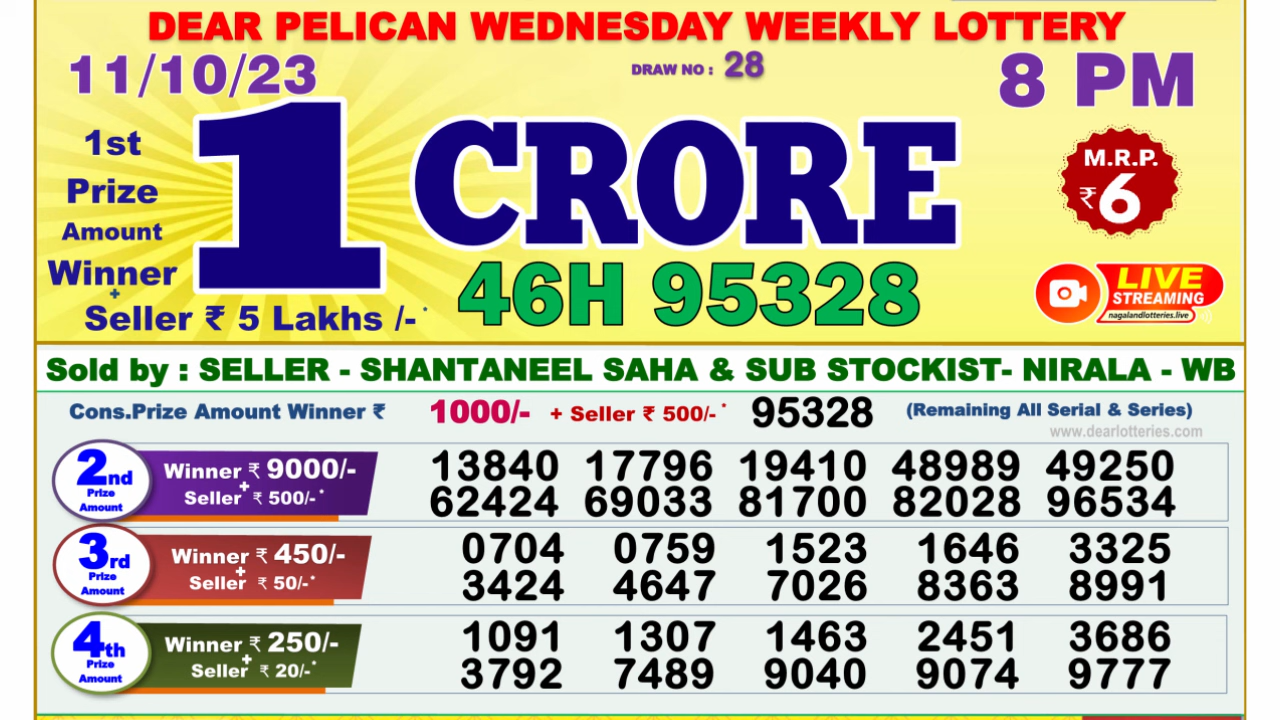 DEAR PELICAN WEDNESDAY WEEKLY LOTTERY
11/10/23
DRAW NO : 28
8 PM
1st
Prize
Amount
Winner
+
Seller ₹ 5 Lakhs /-*
1 CRORE
46H 95328
M.R.P.
₹6
LIVE
STREAMING
nagalandlotteries.live
Sold by : SELLER - SHANTANEEL SAHA & SUB STOCKIST- NIRALA - WB
Cons.Prize Amount Winner ₹ 1000/- + Seller ₹ 500/-* 95328 (Remaining All Serial & Series)
www.dearlotteries.com
2nd
Prize
Amount
Winner ₹ 9000/-
+
Seller ₹ 500/-*
13840 17796 19410 48989 49250
62424 69033 81700 82028 96534
3rd
Prize
Amount
Winner ₹ 450/-
+
Seller ₹ 50/-*
0704 0759 1523 1646 3325
3424 4647 7026 8363 8991
4th
Prize
Amount
Winner ₹ 250/-
+
Seller ₹ 20/-*
1091 1307 1463 2451 3686
3792 7489 9040 9074 9777